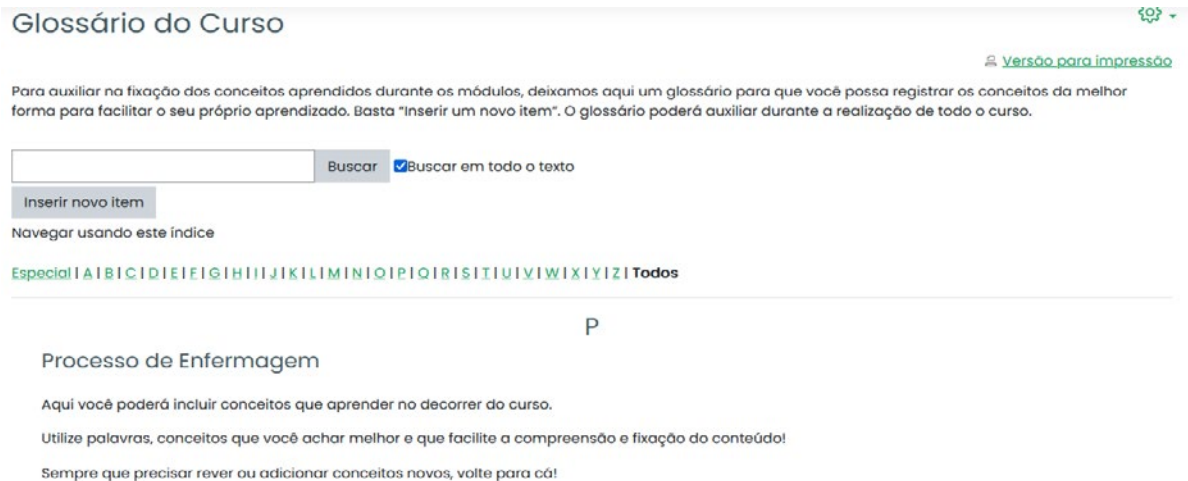 Glossário do Curso
Versão para impressão
Para auxiliar na fixação dos conceitos aprendidos durante os módulos, deixamos aqui um glossário para que você possa registrar os conceitos da melhor
forma para facilitar o seu próprio aprendizado. Basta "Inserir um novo item". O glossário poderá auxiliar durante a realização de todo o curso.
Buscar Buscar em todo o texto
Inserir novo item
Navegar usando este índice
Especial | A | B | C | D | E | F | G | H | I | J | K | L | M | N | O | P | Q | R | S | T | U | V | W | X | Y | Z | Todos
P
Processo de Enfermagem
Aqui você poderá incluir conceitos que aprender no decorrer do curso.
Utilize palavras, conceitos que você achar melhor e que facilite a compreensão e fixação do conteúdo!
Sempre que precisar rever ou adicionar conceitos novos, volte para cá!